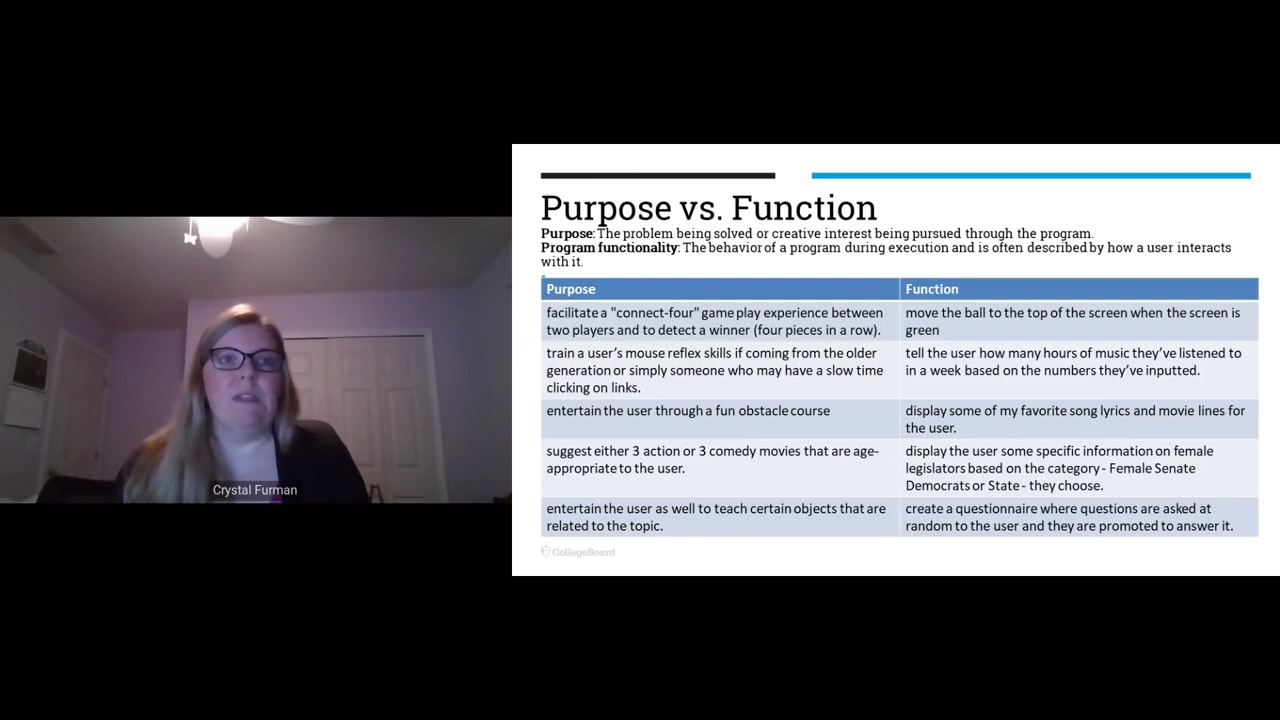 Crystal Furman
Purpose vs. Function
Purpose: The problem being solved or creative interest being pursued through the program.
Program functionality: The behavior of a program during execution and is often described by how a user interacts
with it.
Purpose
Function
facilitate a "connect-four" game play experience between
two players and to detect a winner (four pieces in a row).
move the ball to the top of the screen when the screen is
green
train a user's mouse reflex skills if coming from the older
generation or simply someone who may have a slow time
clicking on links.
tell the user how many hours of music they've listened to
in a week based on the numbers they've inputted.
entertain the user through a fun obstacle course
display some of my favorite song lyrics and movie lines for
the user.
suggest either 3 action or 3 comedy movies that are age-
appropriate to the user.
display the user some specific information on female
legislators based on the category - Female Senate
Democrats or State - they choose.
entertain the user as well to teach certain objects that are
related to the topic.
create a questionnaire where questions are asked at
random to the user and they are promoted to answer it.
CollegeBoard